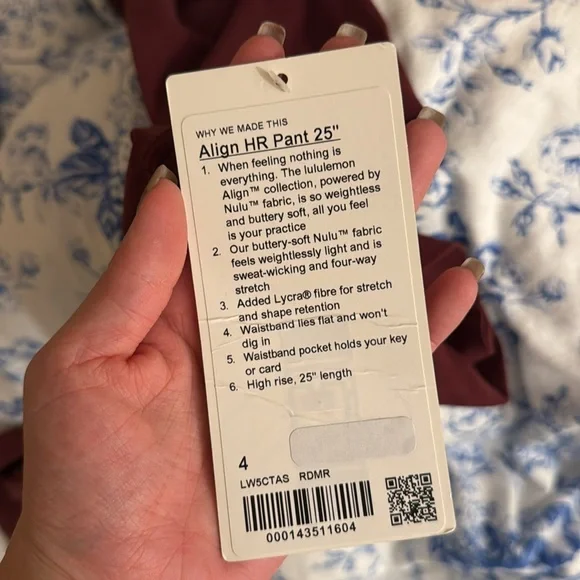 WHY WE MADE THIS
Align HR Pant 25"
1. When feeling nothing is
everything. The lululemon
Align™ collection, powered by
Nulu™ fabric, is so weightless
and buttery soft, all you feel
is your practice
2. Our buttery-soft Nulu™ fabric
feels weightlessly light and is
sweat-wicking and four-way
stretch
3. Added Lycra® fibre for stretch
and shape retention
4. Waistband lies flat and won't
dig in
5. Waistband pocket holds your key
or card
6. High rise, 25" length
4
LW5CTAS RDMR
000143511604